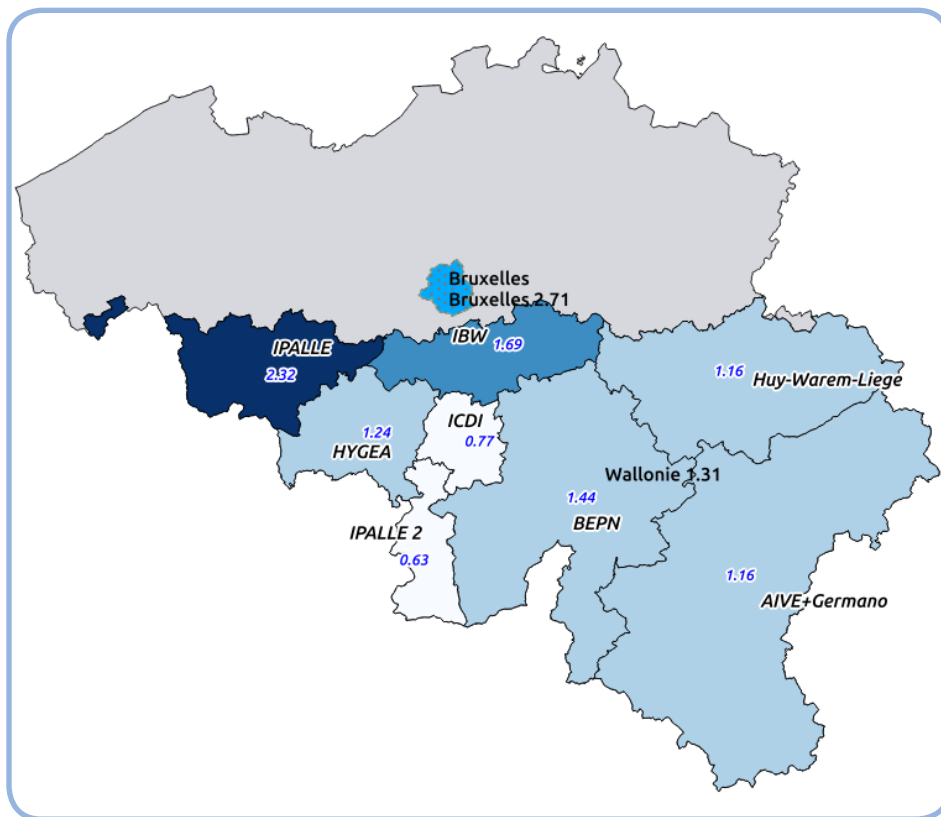 Bruxelles
Bruxelles 2.71
IBW
1.69
IPALLE
2.32
1.16
Huy-Warem-Liege
ICDI
0.77
1.24
HYGEA
Wallonie 1.31
1.44
BEPN
IPALLE 2
0.63
1.16
AIVE+Germano